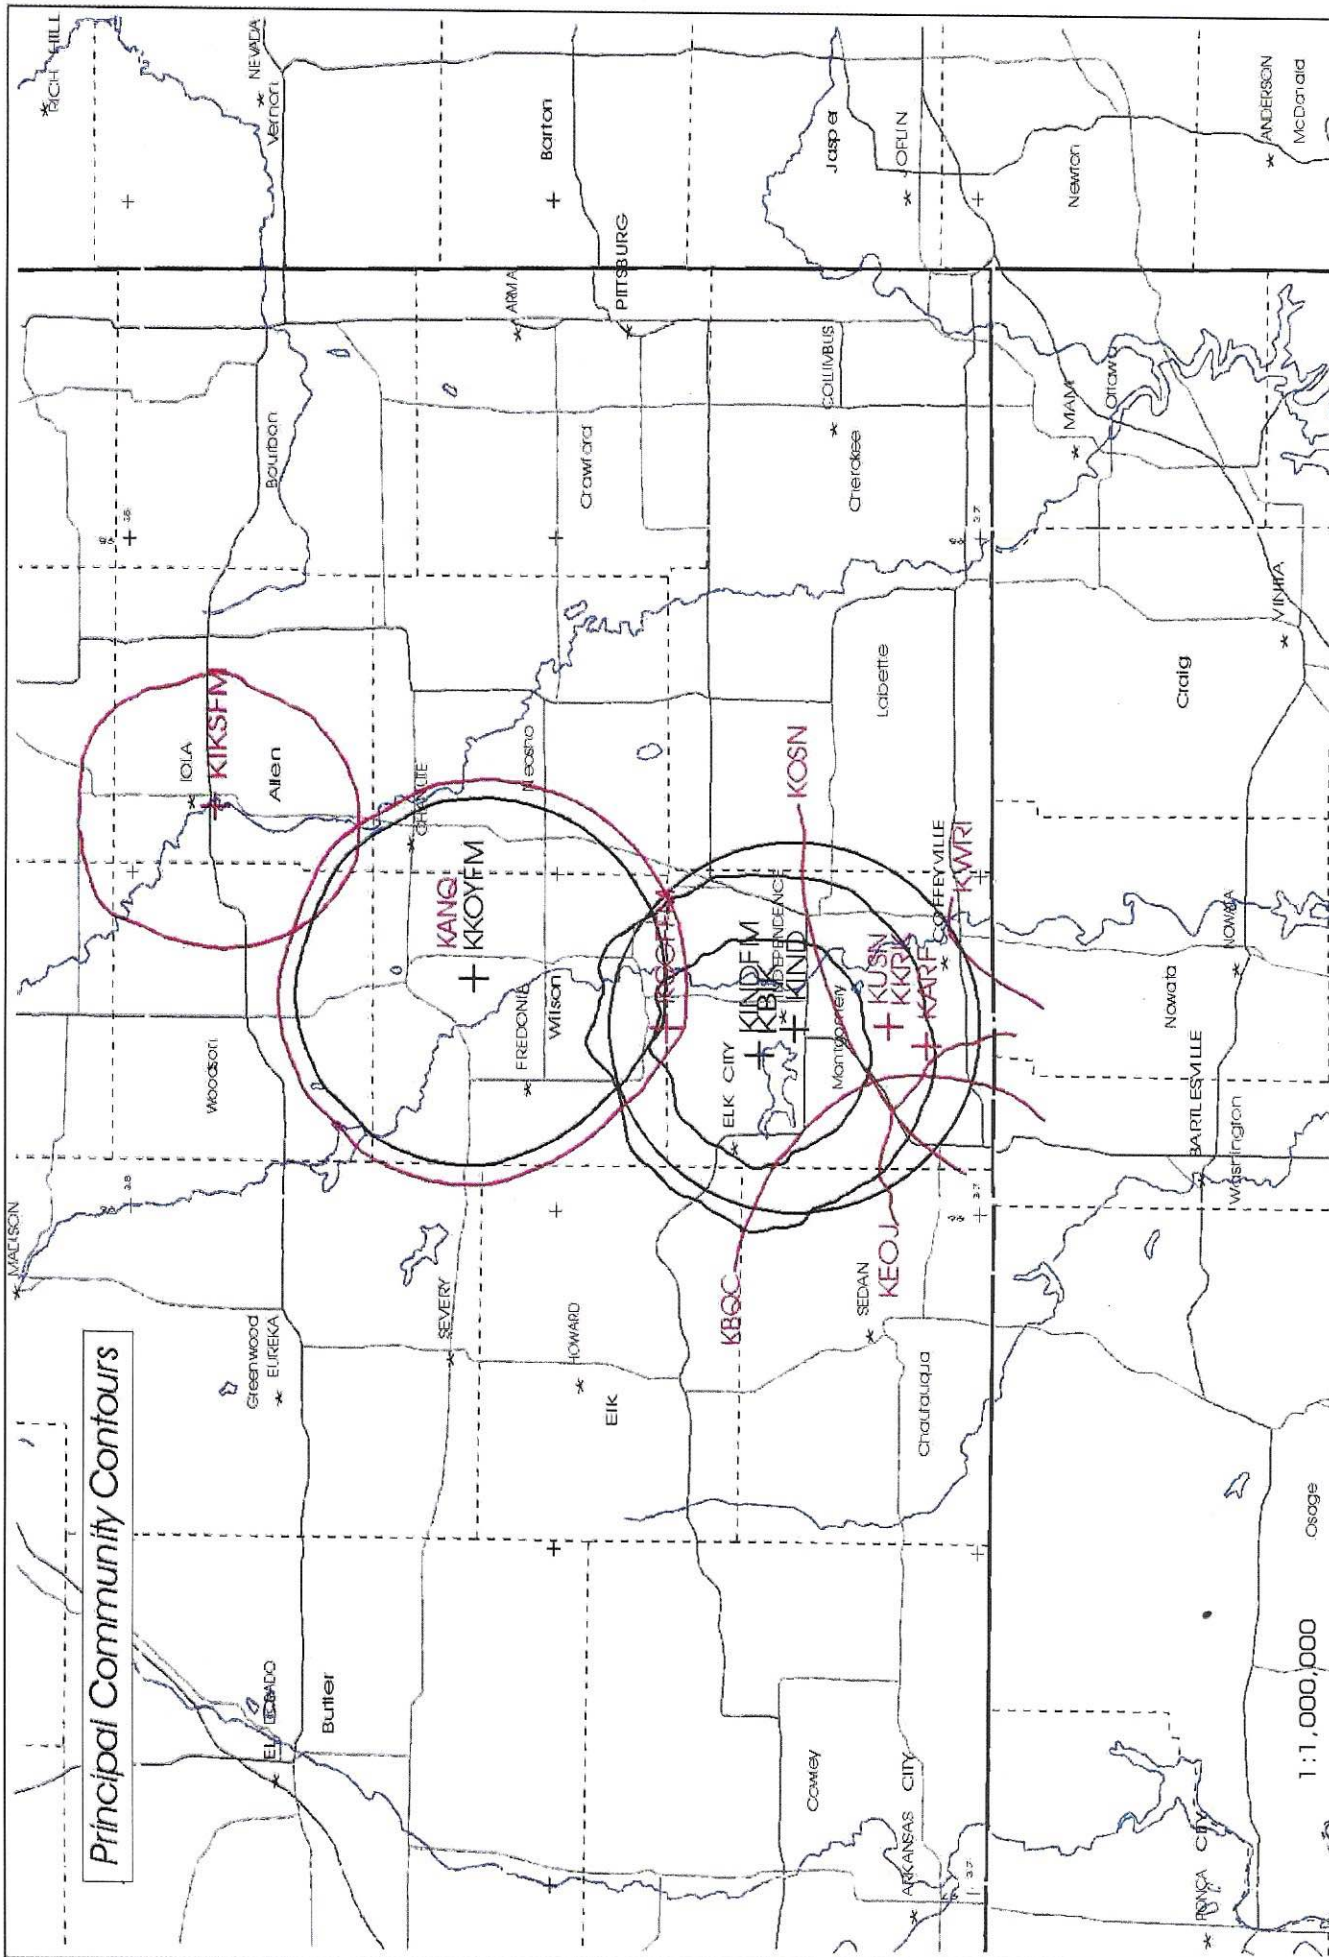 Principal Community Contours
MADISON
RICH HILL
NEVADA
Vernon
Greenwood
EUREKA
Woodson
IOLA
KIKSFM
Allen
Bourbon
Butler
SEVERY
KANQ
KKOYFM
Neosho
ARMA
Barton
HOWARD
Elk
FREDONIA
Wilson
Crawford
PITTSBURG
ELK CITY
KINDFM
KBIK
INDEPENDENCE
KIND
KOSN
Jasper
COLUMBUS
JOPLIN
KBQC
Montgomery
KUSN
Labette
Cherokee
Cowley
SEDAN
KEOJ
KARF
COFFEYVILLE
KWRI
ARKANSAS CITY
Chautauqua
Newton
MIAMI
Ottawa
Nowata
Craig
VINITA
NOWATA
BARTLESVILLE
Washington
ANDERSON
McDonald
PONCA CITY
Osage
1:1,000,000